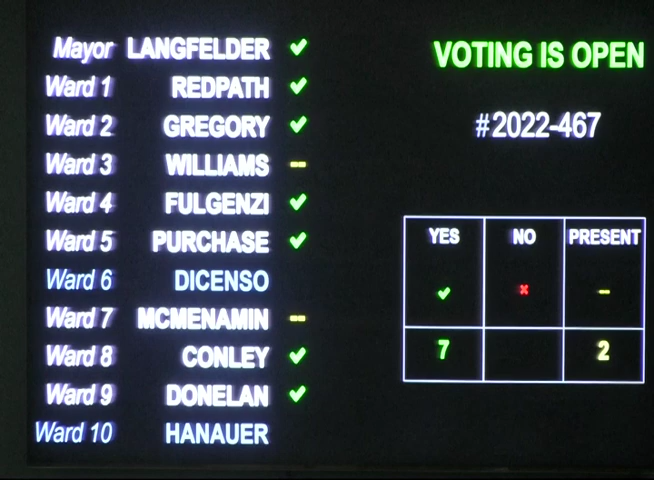 Mayor LANGFELDER ✓
Ward 1 REDPATH ✓
Ward 2 GREGORY ✓
Ward 3 WILLIAMS --
Ward 4 FULGENZI ✓
Ward 5 PURCHASE ✓
Ward 6 DICENSO
Ward 7 MCMENAMIN --
Ward 8 CONLEY ✓
Ward 9 DONELAN ✓
Ward 10 HANAUER
VOTING IS OPEN
#2022-467
YES NO PRESENT
✓ × –
7 2